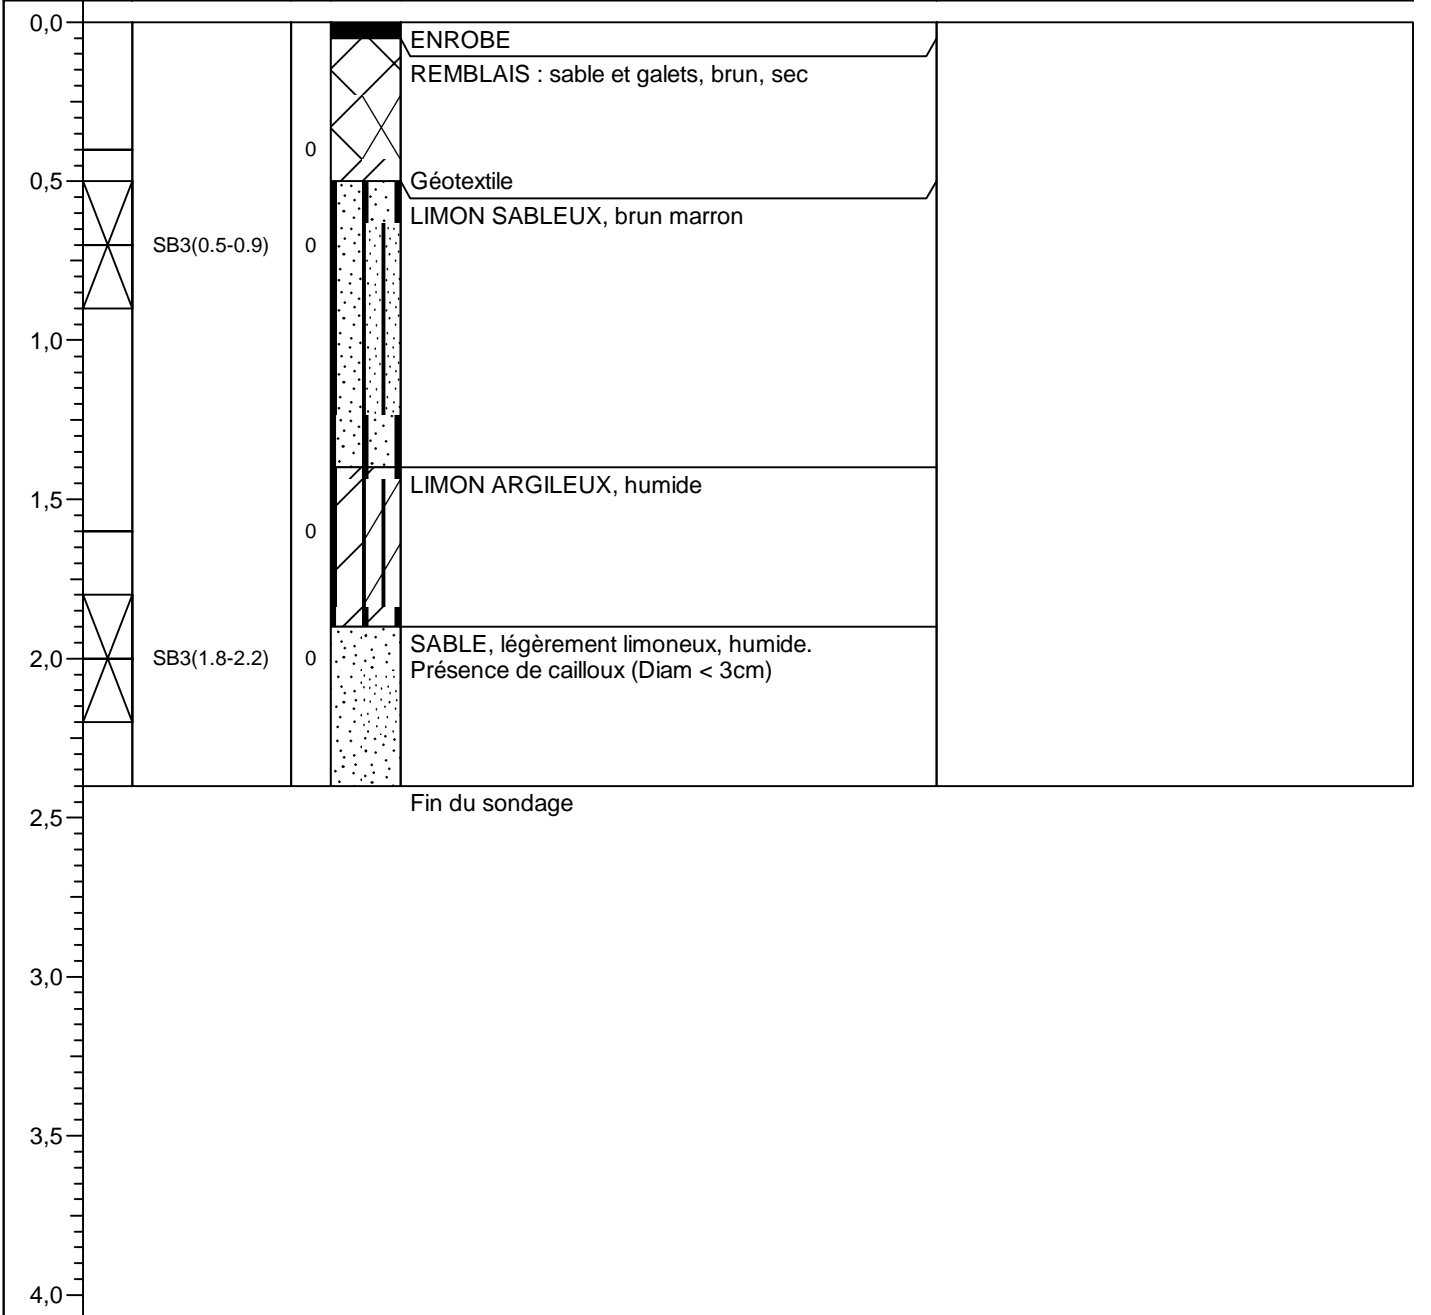 0,0
ENROBE
REMBLAIS : sable et galets, brun, sec
0
0,5
Géotextile
LIMON SABLEUX, brun marron
SB3(0.5-0.9)
0
1,0
LIMON ARGILEUX, humide
1,5
0
SABLE, légèrement limoneux, humide.
2,0
SB3(1.8-2.2)
0
Présence de cailloux (Diam < 3cm)
Fin du sondage
2,5
3,0
3,5
4,0